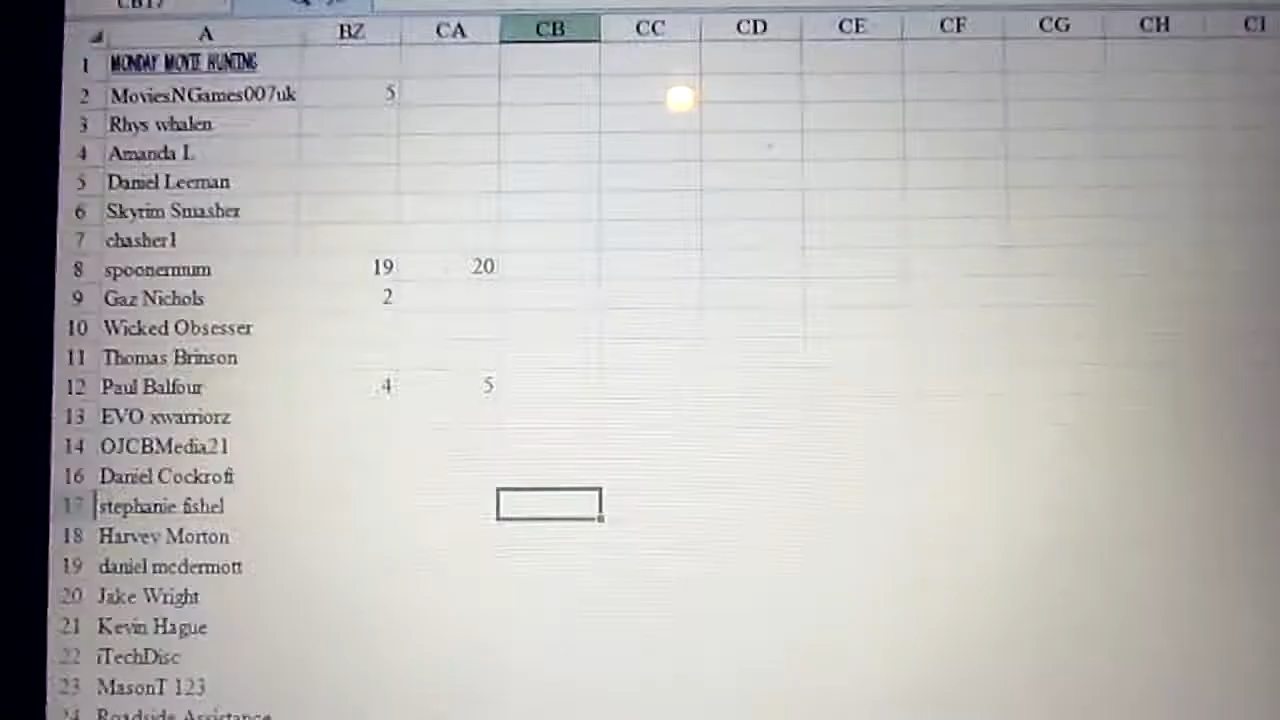 CB17
A BZ CA CB CC CD CE CF CG CH CI
1 MONDAY MOVIE HUNTING
2 MoviesNGames007uk 5
3 Rhys whalen
4 Amanda L
5 Daniel Leeman
6 Skyrim Smasher
7 chasher1
8 spoonermum 19 20
9 Gaz Nichols 2
10 Wicked Obsesser
11 Thomas Brinson
12 Paul Balfour 4 5
13 EVO xwarriorz
14 OJCBMedia21
16 Daniel Cockroft
17 stephanie fishel
18 Harvey Morton
19 daniel mcdermott
20 Jake Wright
21 Kevin Hague
22 iTechDisc
23 MasonT 123
24 Roadside Assistance